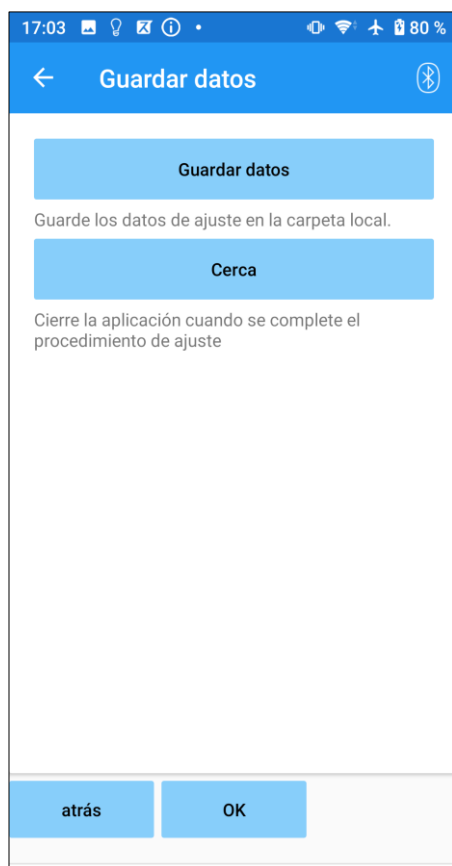 17:03 80 %
Guardar datos
Guardar datos
Guarde los datos de ajuste en la carpeta local.
Cerca
Cierre la aplicación cuando se complete el
procedimiento de ajuste
atrás OK